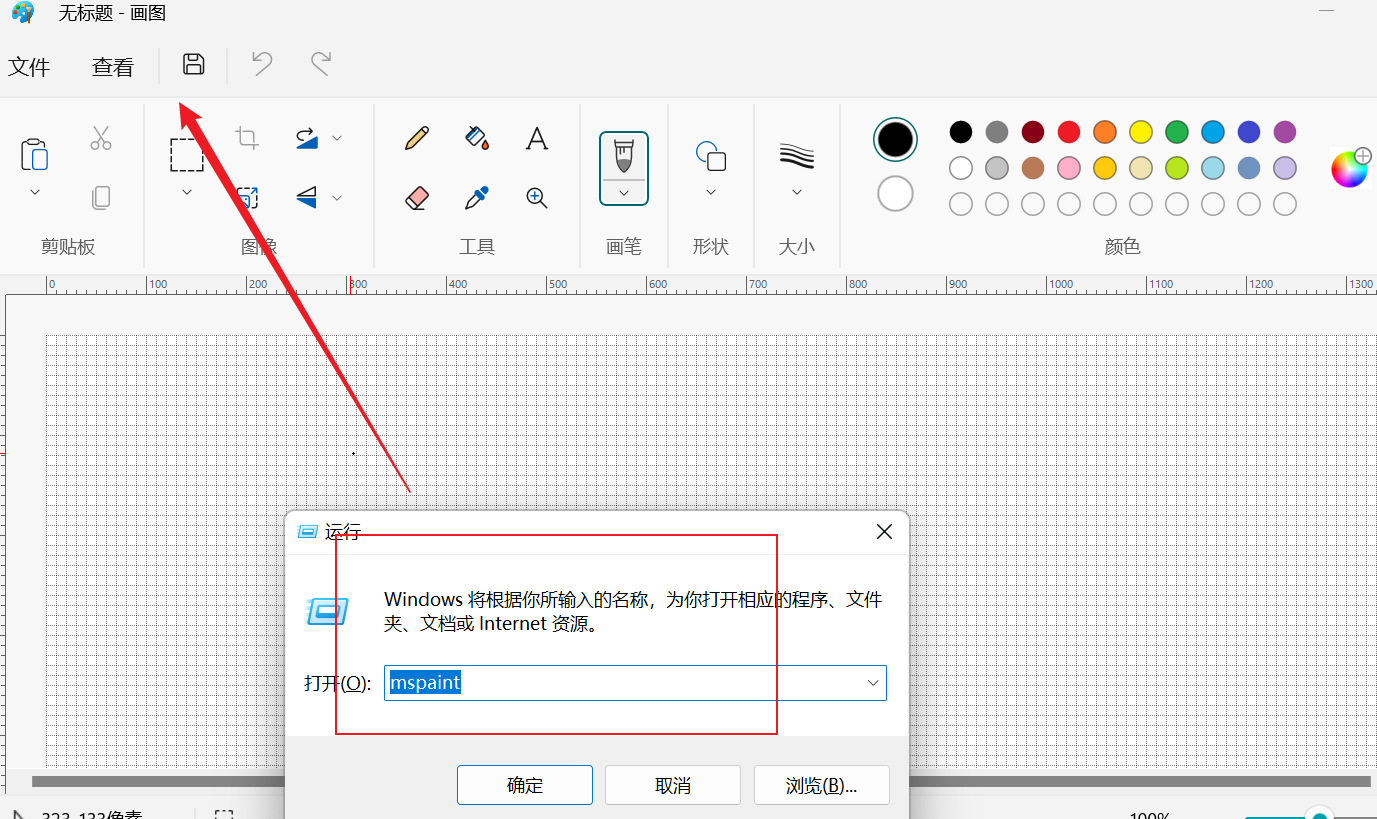 无标题 - 画图
文件 查看
剪贴板 图像 工具 画笔 形状 大小 颜色
0 100 200 300 400 500 600 700 800 900 1000 1100 1200 1300
运行
Windows 将根据你所输入的名称，为你打开相应的程序、文件
夹、文档或 Internet 资源。
打开(O): mspaint
确定 取消 浏览(B)...
323, 133像素 100%